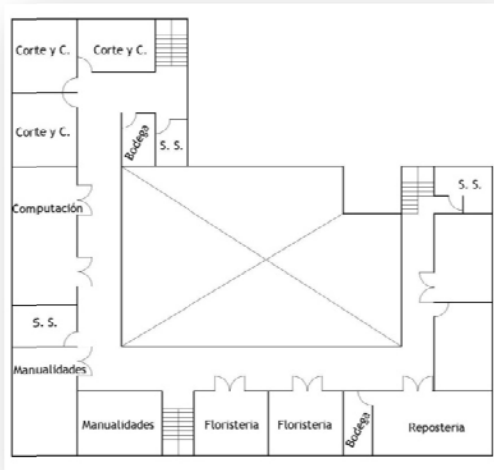 Corte y C.
Corte y C.
Corte y C.
Bodega
S. S.
S. S.
Computación
S. S.
Manualidades
Manualidades
Floristeria
Floristeria
Bodega
Reposteria